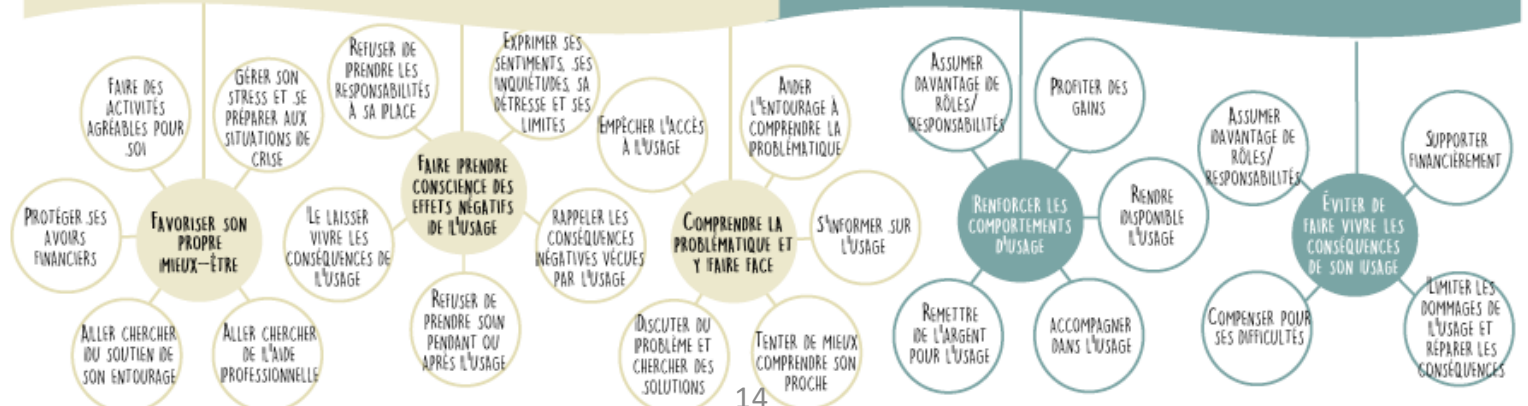 FAIRE DES
ACTIVITÉS
AGRÉABLES POUR
SOI
GÉRER SON
STRESS ET SE
PRÉPARER AUX
SITUATIONS DE
CRISE
PROTÉGER SES
AVOIRS
FINANCIERS
FAVORISER SON
PROPRE
MIEUX-ÊTRE
ALLER CHERCHER
DU SOUTIEN DE
SON ENTOURAGE
ALLER CHERCHER
DE L'AIDE
PROFESSIONNELLE
REFUSER DE
PRENDRE LES
RESPONSABILITÉS
À SA PLACE
EXPRIMER SES
SENTIMENTS, SES
INQUIÉTUDES, SA
DÉTRESSE ET SES
LIMITES
FAIRE PRENDRE
CONSCIENCE DES
EFFETS NÉGATIFS
DE L'USAGE
LE LAISSER
VIVRE LES
CONSÉQUENCES DE
L'USAGE
RAPPELER LES
CONSÉQUENCES
NÉGATIVES VÉCUES
PAR L'USAGE
REFUSER DE
PRENDRE SOIN
PENDANT OU
APRÈS L'USAGE
EMPÊCHER L'ACCÈS
À L'USAGE
AIDER
L'ENTOURAGE À
COMPRENDRE LA
PROBLÉMATIQUE
COMPRENDRE LA
PROBLÉMATIQUE ET
Y FAIRE FACE
S'INFORMER SUR
L'USAGE
DISCUTER DU
PROBLÈME ET
CHERCHER DES
SOLUTIONS
TENTER DE MIEUX
COMPRENDRE SON
PROCHE
ASSUMER
DAVANTAGE DE
RÔLES/
RESPONSABILITÉS
PROFITER DES
GAINS
RENFORCER LES
COMPORTEMENTS
D'USAGE
RENDRE
DISPONIBLE
L'USAGE
REMETTRE
DE L'ARGENT
POUR L'USAGE
ACCOMPAGNER
DANS L'USAGE
ASSUMER
DAVANTAGE DE
RÔLES/
RESPONSABILITÉS
SUPPORTER
FINANCIÈREMENT
ÉVITER DE
FAIRE VIVRE LES
CONSÉQUENCES
DE SON USAGE
COMPENSER POUR
SES DIFFICULTÉS
LIMITER LES
DOMMAGES DE
L'USAGE ET
RÉPARER LES
CONSÉQUENCES
14